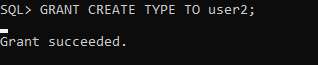 SQL> GRANT CREATE TYPE TO user2;
Grant succeeded.